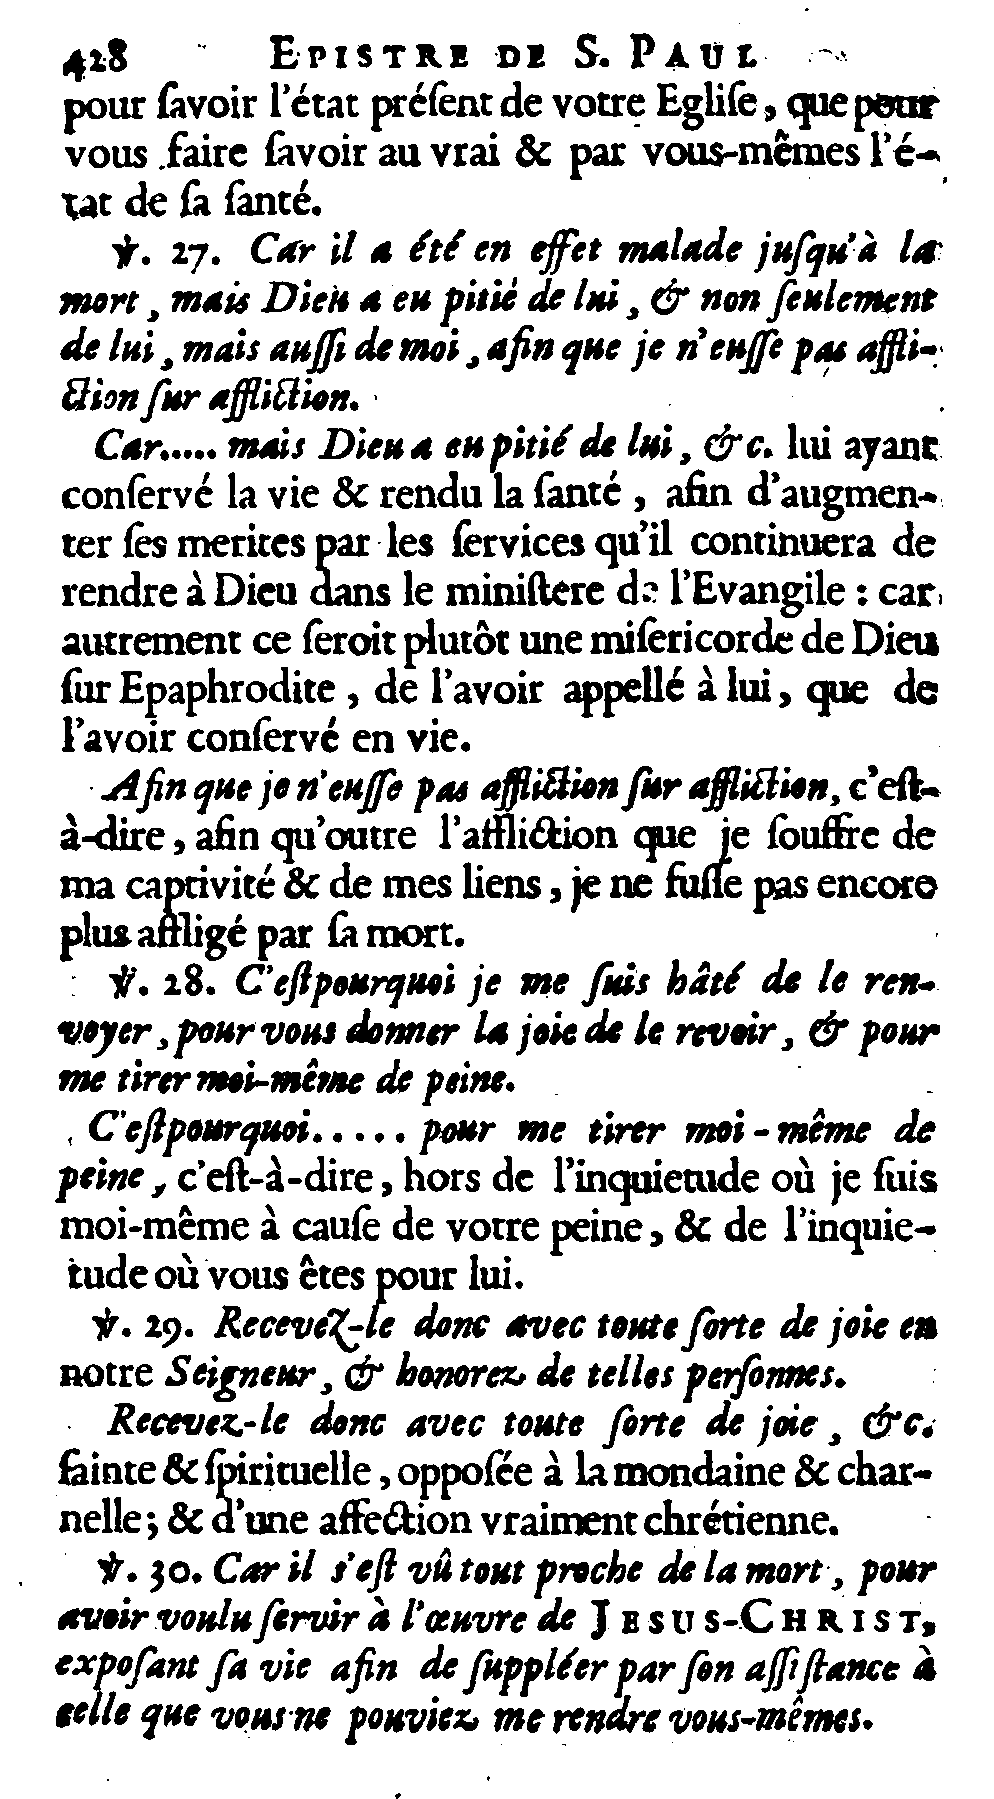 428 EPISTRE DE S. PAUL
pour ſavoir l'état préſent de votre Egliſe, que pour
vous faire ſavoir au vrai & par vous-mêmes l'é-
tat de ſa ſanté.
℣. 27. Car il a été en effet malade juſqu'à la
mort, mais Dieu a eu pitié de lui, & non ſeulement
de lui, mais auſſi de moi, afin que je n'euſſe pas affli-
ction ſur affliction.
Car..... mais Dieu a eu pitié de lui, &c. lui ayant
conſervé la vie & rendu la ſanté, afin d'augmen-
ter ſes merites par les ſervices qu'il continuera de
rendre à Dieu dans le miniſtere de l'Evangile : car
autrement ce ſeroit plutôt une miſericorde de Dieu
ſur Epaphrodite, de l'avoir appellé à lui, que de
l'avoir conſervé en vie.
Afin que je n'euſſe pas affliction ſur affliction, c'eſt-
à-dire, afin qu'outre l'affliction que je ſouffre de
ma captivité & de mes liens, je ne fuſſe pas encore
plus affligé par ſa mort.
℣. 28. C'eſtpourquoi je me ſuis hâté de le ren-
voyer, pour vous donner la joie de le revoir, & pour
me tirer moi-même de peine.
C'eſtpourquoi..... pour me tirer moi-même de
peine, c'eſt-à-dire, hors de l'inquietude où je ſuis
moi-même à cauſe de votre peine, & de l'inquie-
tude où vous êtes pour lui.
℣. 29. Recevez-le donc avec toute ſorte de joie en
notre Seigneur, & honorez de telles perſonnes.
Recevez-le donc avec toute ſorte de joie, &c.
ſainte & ſpirituelle, oppoſée à la mondaine & char-
nelle; & d'une affection vraiment chrétienne.
℣. 30. Car il s'eſt vû tout proche de la mort, pour
avoir voulu ſervir à l'œuvre de JESUS-CHRIST,
expoſant ſa vie afin de ſuppléer par ſon aſſiſtance à
celle que vous ne pouviez me rendre vous-mêmes.